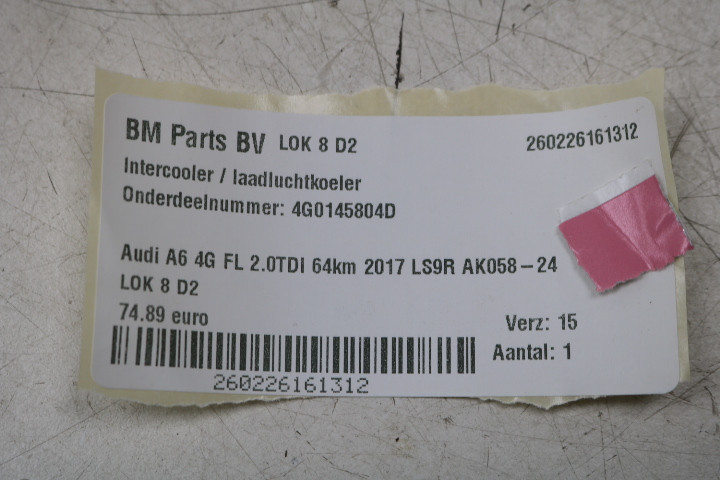 BM Parts BV LOK 8 D2 260226161312
Intercooler / laadluchtkoeler
Onderdeelnummer: 4G0145804D
Audi A6 4G FL 2.0TDI 64km 2017 LS9R AK058-24
LOK 8 D2
74.89 euro
Verz: 15
Aantal: 1
260226161312